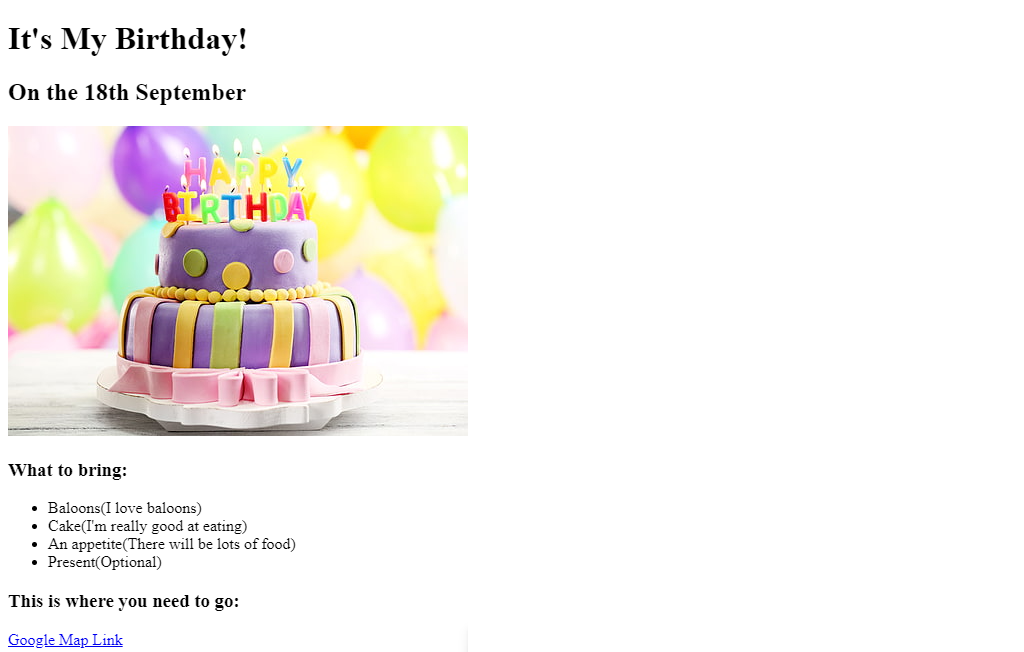 It's My Birthday!
On the 18th September
HAPPY
BIRTHDAY
What to bring:
Baloons(I love baloons)
Cake(I'm really good at eating)
An appetite(There will be lots of food)
Present(Optional)
This is where you need to go:
Google Map Link